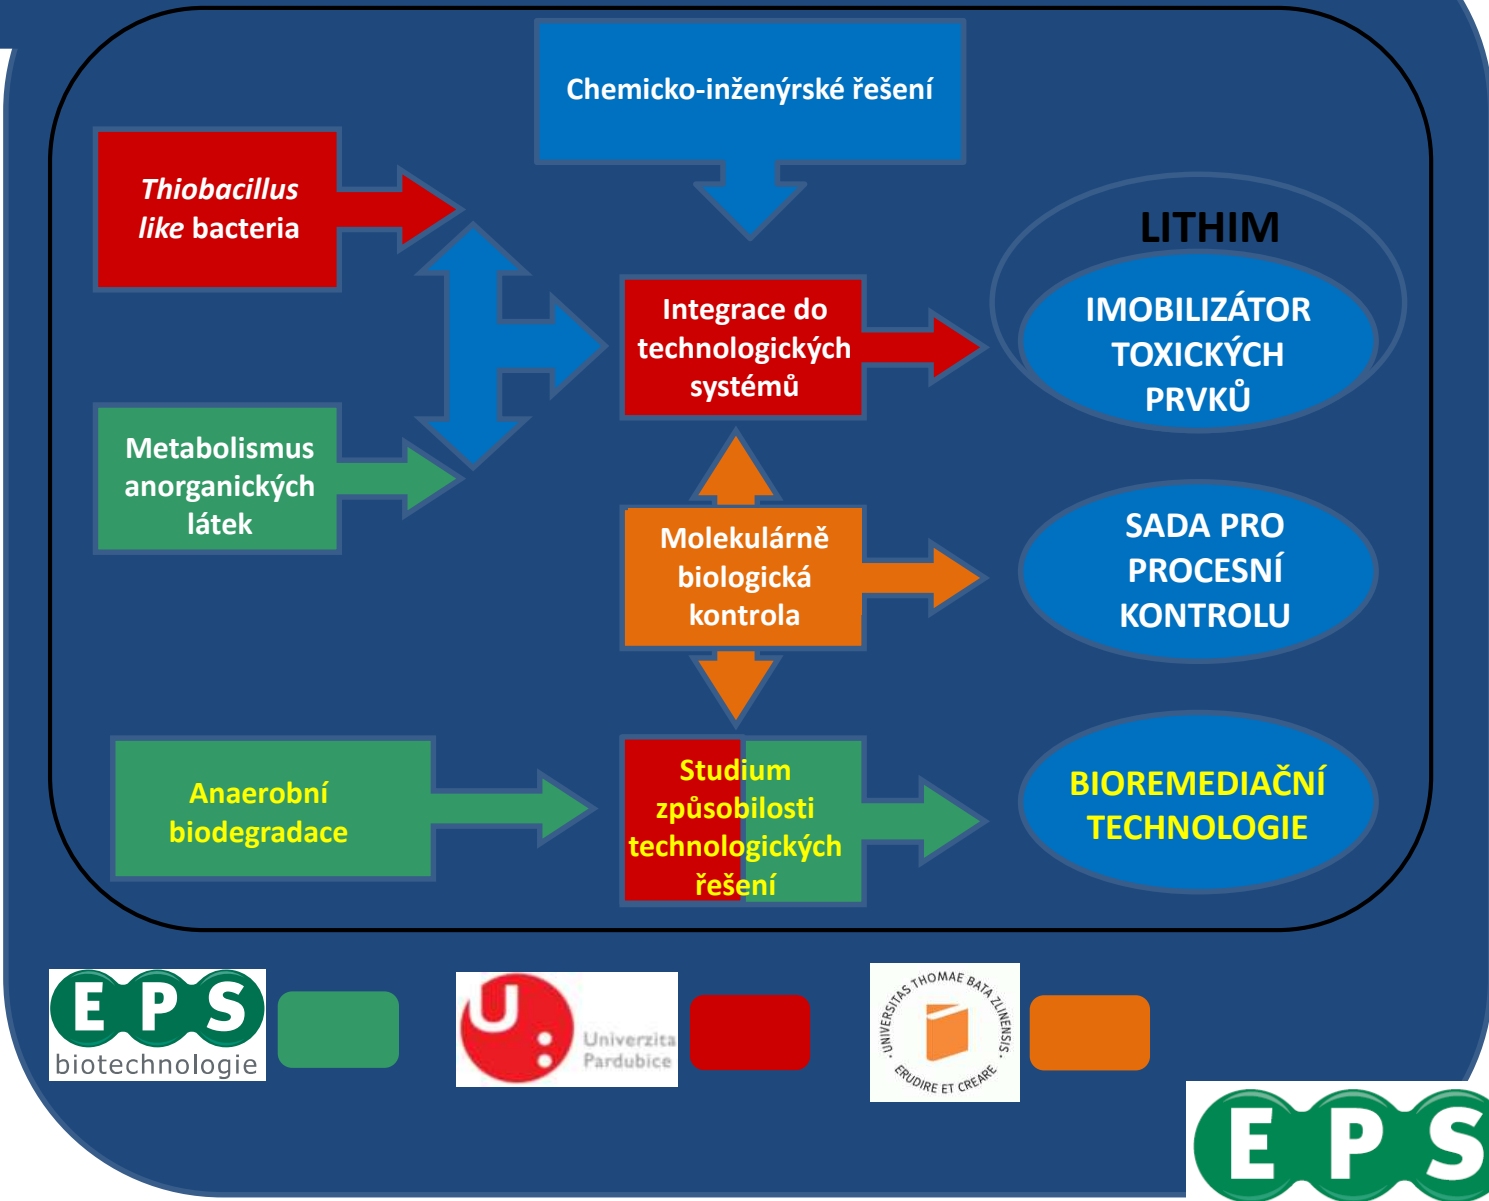 Chemicko-inženýrské řešení
Thiobacillus
like bacteria
LITHIM
Integrace do
technologických
systémů
IMOBILIZÁTOR
TOXICKÝCH
PRVKŮ
Metabolismus
anorganických
látek
Molekulárně
biologická
kontrola
SADA PRO
PROCESNÍ
KONTROLU
Anaerobní
biodegradace
Studium
způsobilosti
technologických
řešení
BIOREMEDIAČNÍ
TECHNOLOGIE
EPS
biotechnologie
U:
Univerzita
Pardubice
· UNIVERSITAS THOMAE BATA ZLINENSIS ·
ERUDIRE ET CREARE
EPS